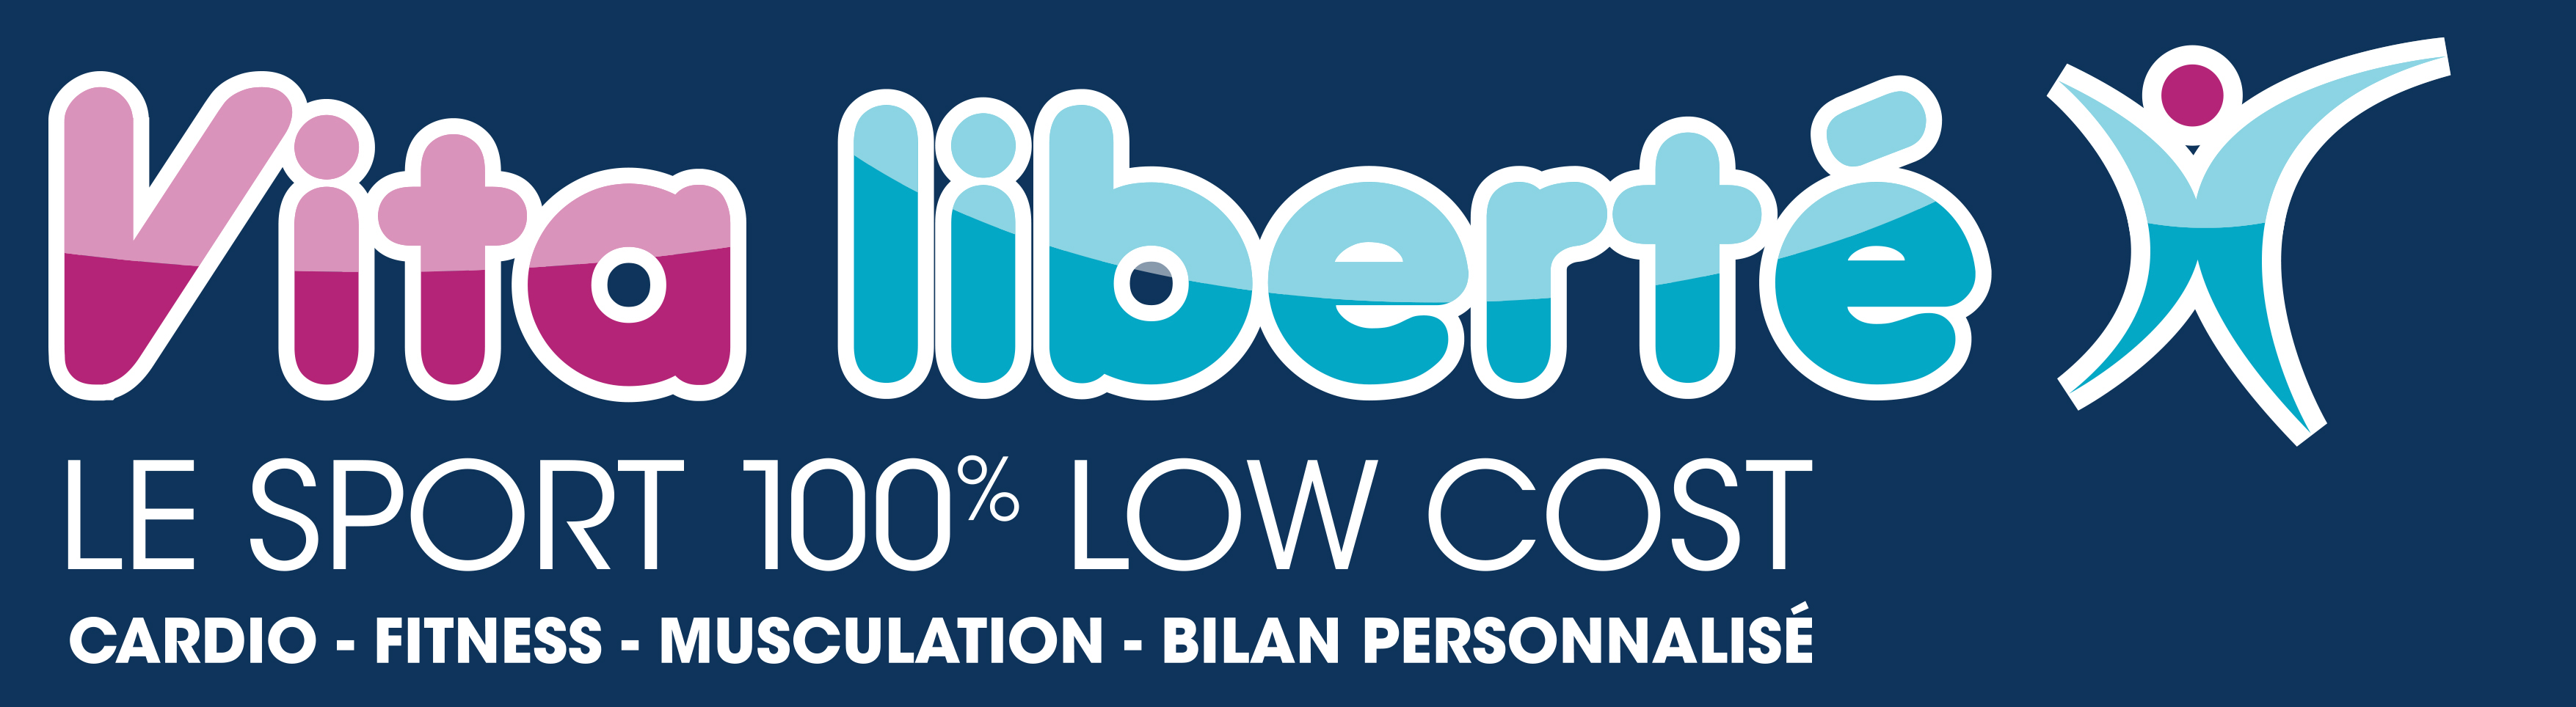 Vita liberté
LE SPORT 100% LOW COST
CARDIO - FITNESS - MUSCULATION - BILAN PERSONNALISÉ